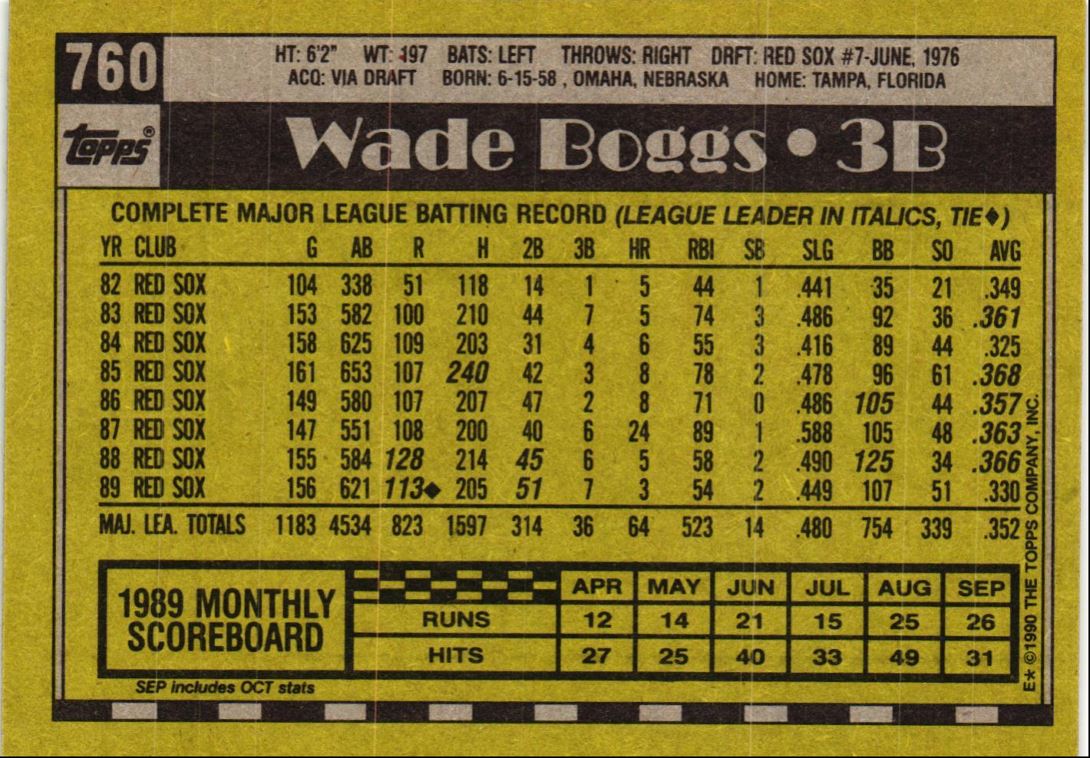 760
HT: 6'2" WT: 197 BATS: LEFT THROWS: RIGHT DRFT: RED SOX #7-JUNE, 1976
ACQ: VIA DRAFT BORN: 6-15-58 , OMAHA, NEBRASKA HOME: TAMPA, FLORIDA
TOPPS®
Wade Boggs • 3B
COMPLETE MAJOR LEAGUE BATTING RECORD (LEAGUE LEADER IN ITALICS, TIE♦)
YR CLUB G AB R H 2B 3B HR RBI SB SLG BB SO AVG
82 RED SOX 104 338 51 118 14 1 5 44 1 .441 35 21 .349
83 RED SOX 153 582 100 210 44 7 5 74 3 .486 92 36 .361
84 RED SOX 158 625 109 203 31 4 6 55 3 .416 89 44 .325
85 RED SOX 161 653 107 240 42 3 8 78 2 .478 96 61 .368
86 RED SOX 149 580 107 207 47 2 8 71 0 .486 105 44 .357
87 RED SOX 147 551 108 200 40 6 24 89 1 .588 105 48 .363
88 RED SOX 155 584 128 214 45 6 5 58 2 .490 125 34 .366
89 RED SOX 156 621 113♦ 205 51 7 3 54 2 .449 107 51 .330
MAJ. LEA. TOTALS 1183 4534 823 1597 314 36 64 523 14 .480 754 339 .352
1989 MONTHLY
SCOREBOARD
APR MAY JUN JUL AUG SEP
RUNS 12 14 21 15 25 26
HITS 27 25 40 33 49 31
SEP includes OCT stats
E* ©1990 THE TOPPS COMPANY, INC.